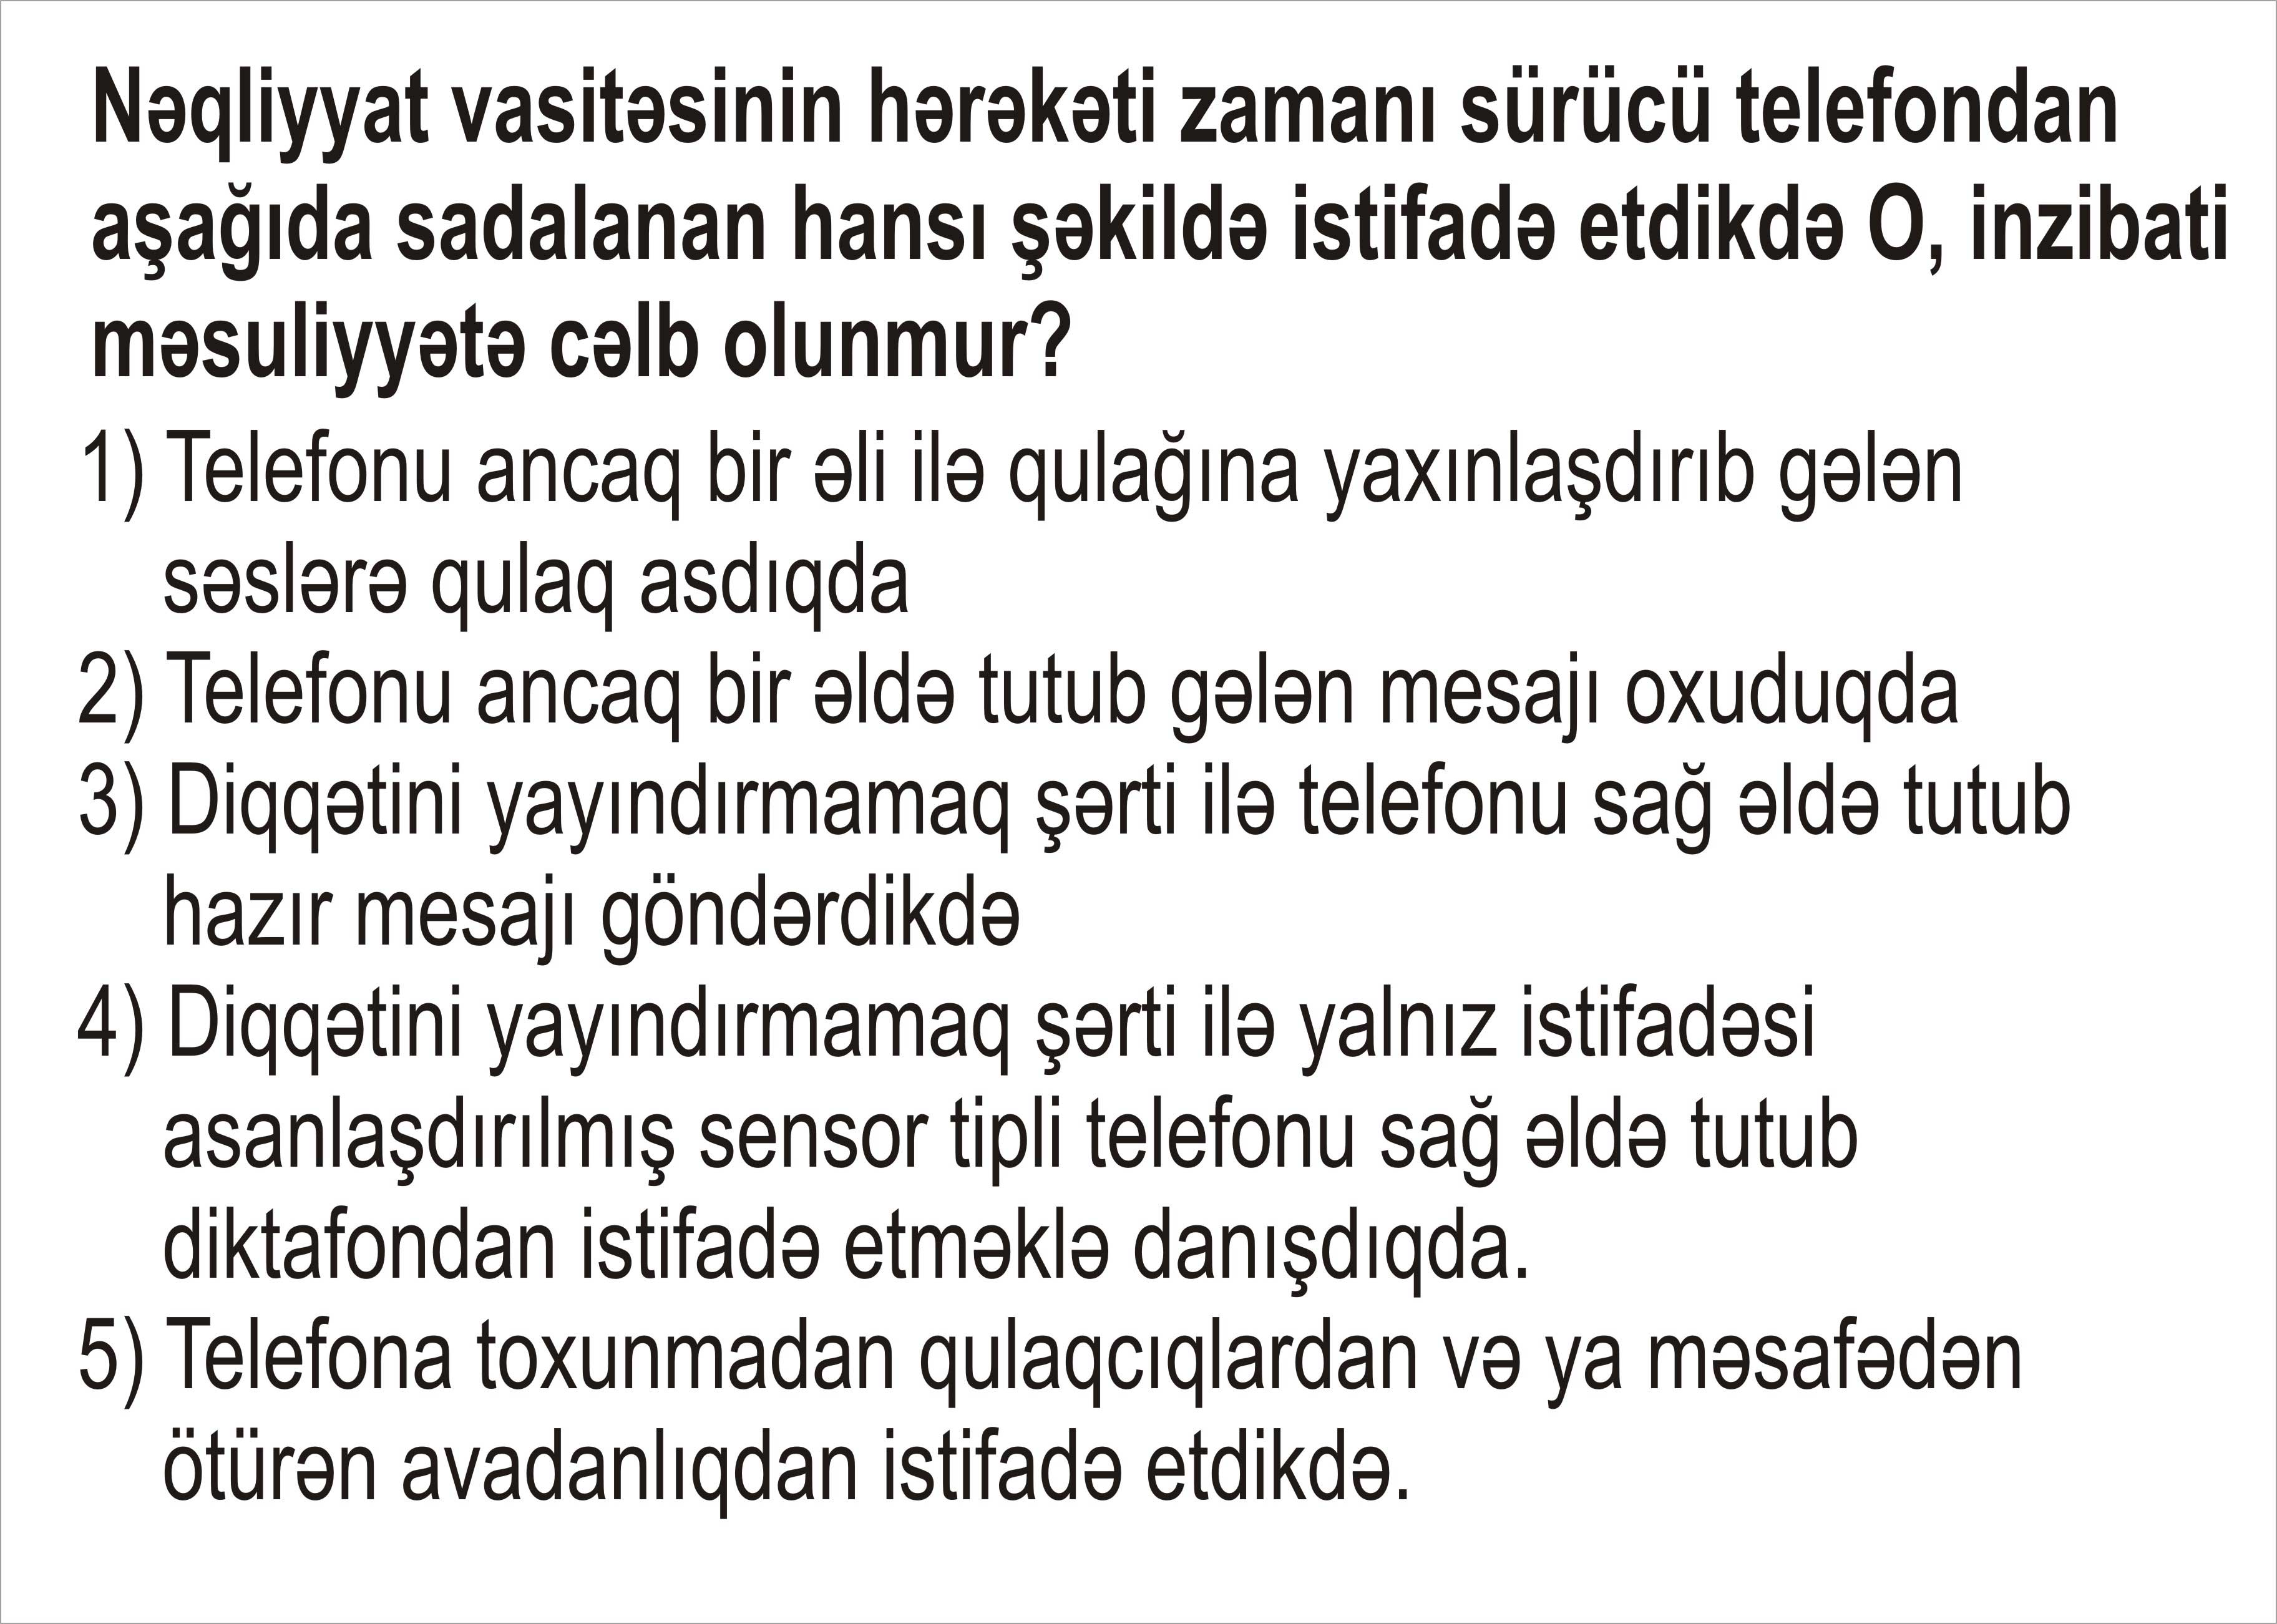 Nəqliyyat vasitəsinin hərəkəti zamanı sürücü telefondan
aşağıda sadalanan hansı şəkildə istifadə etdikdə O, inzibati
məsuliyyətə cəlb olunmur?
1) Telefonu ancaq bir əli ilə qulağına yaxınlaşdırıb gələn
səslərə qulaq asdıqda
2) Telefonu ancaq bir əldə tutub gələn mesajı oxuduqda
3) Diqqətini yayındırmamaq şərti ilə telefonu sağ əldə tutub
hazır mesajı göndərdikdə
4) Diqqətini yayındırmamaq şərti ilə yalnız istifadəsi
asanlaşdırılmış sensor tipli telefonu sağ əldə tutub
diktafondan istifadə etməklə danışdıqda.
5) Telefona toxunmadan qulaqcıqlardan və ya məsafədən
ötürən avadanlıqdan istifadə etdikdə.